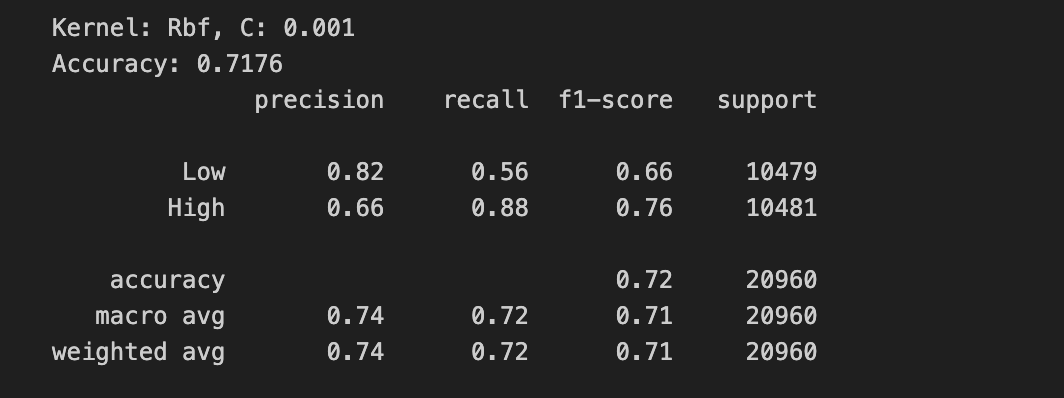 Kernel: Rbf, C: 0.001
Accuracy: 0.7176
precision recall f1-score support
Low 0.82 0.56 0.66 10479
High 0.66 0.88 0.76 10481
accuracy 0.72 20960
macro avg 0.74 0.72 0.71 20960
weighted avg 0.74 0.72 0.71 20960